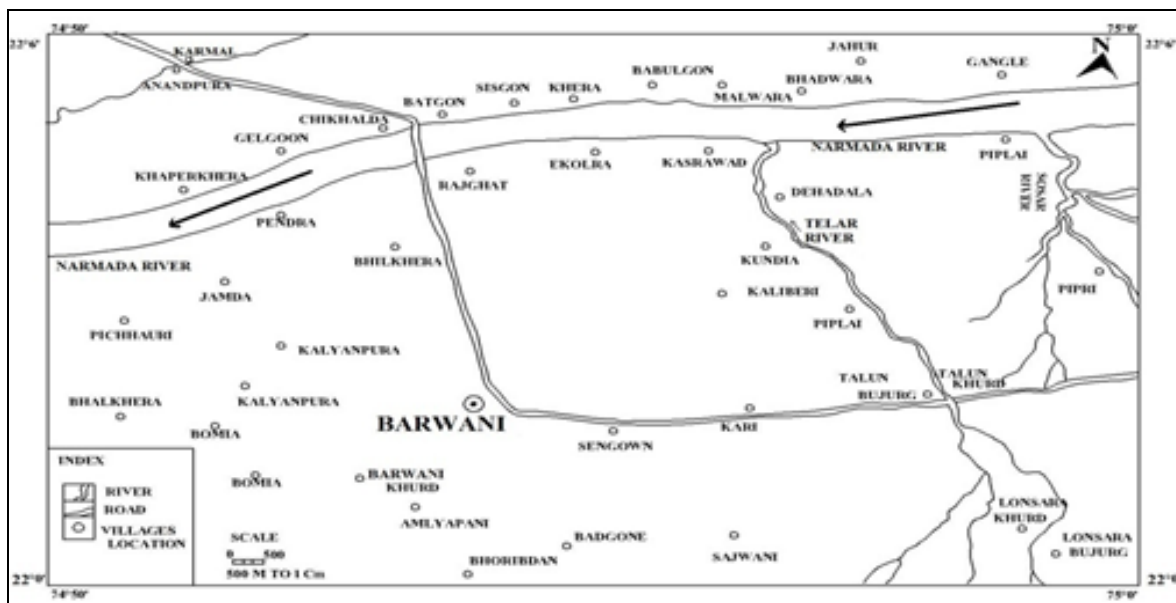 74°50'
75°0'
22°6'
22°6'
N
KARMAL
ANANDPURA
JAHUR
GANGLE
BABULGON
BHADWARA
MALWARA
SISGON
KHERA
BATGON
CHIKHALDA
GELGOON
KHAPERKHERA
EKOLRA
KASRAWAD
NARMADA RIVER
PIPLAI
RAJGHAT
DEHADALA
SONAR
RIVER
PENDRA
TELAR
RIVER
BHILKHERA
KUNDIA
NARMADA RIVER
JAMDA
KALIBERI
PIPRI
PIPLAI
PICHHAURI
KALYANPURA
TALUN
BUJURG
TALUN
KHURD
KALYANPURA
BHALKHERA
BARWANI
KARI
BOMIA
SENGOWN
INDEX
RIVER
ROAD
VILLAGES
LOCATION
BOMIA
BARWANI
KHURD
AMLYAPANI
LONSARA
KHURD
SCALE
0 500
500 M TO 1 Cm
BADGONE
SAJWANI
BHORIBDAN
LONSARA
BUJURG
22°0'
22°0'
74°50'
75°0'